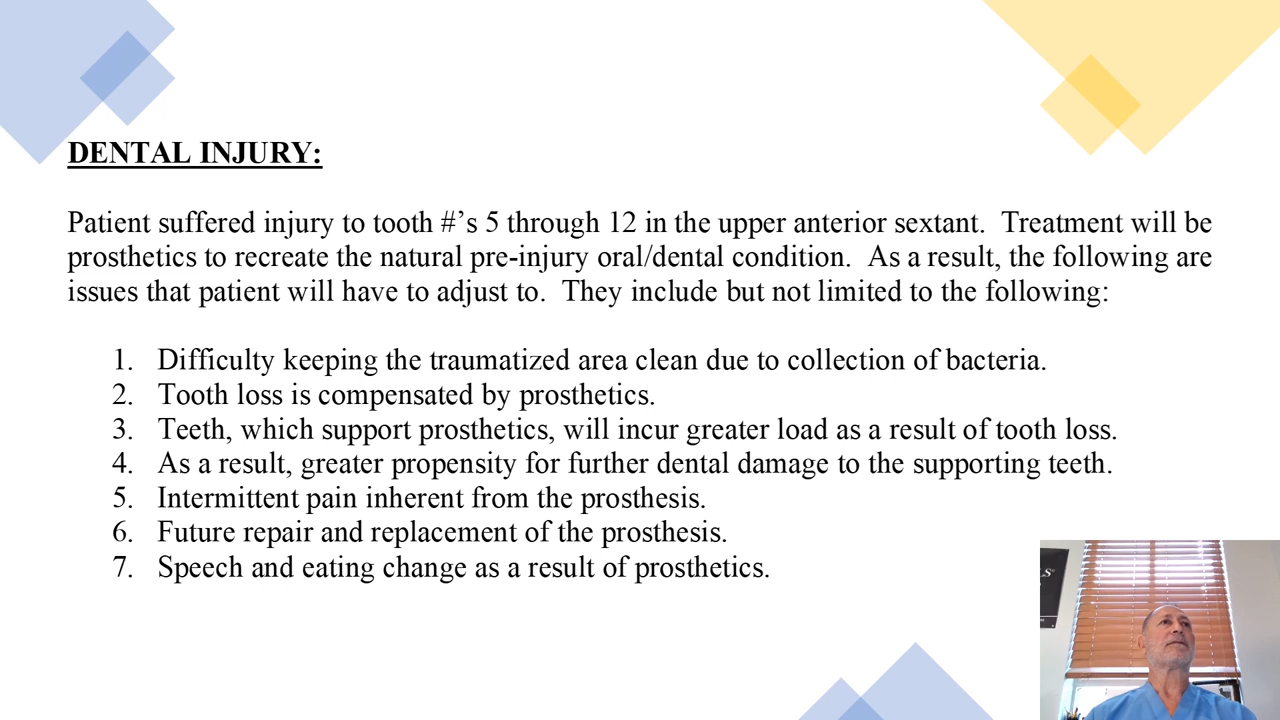 DENTAL INJURY:
Patient suffered injury to tooth #’s 5 through 12 in the upper anterior sextant. Treatment will be
prosthetics to recreate the natural pre-injury oral/dental condition. As a result, the following are
issues that patient will have to adjust to. They include but not limited to the following:
1. Difficulty keeping the traumatized area clean due to collection of bacteria.
2. Tooth loss is compensated by prosthetics.
3. Teeth, which support prosthetics, will incur greater load as a result of tooth loss.
4. As a result, greater propensity for further dental damage to the supporting teeth.
5. Intermittent pain inherent from the prosthesis.
6. Future repair and replacement of the prosthesis.
7. Speech and eating change as a result of prosthetics.